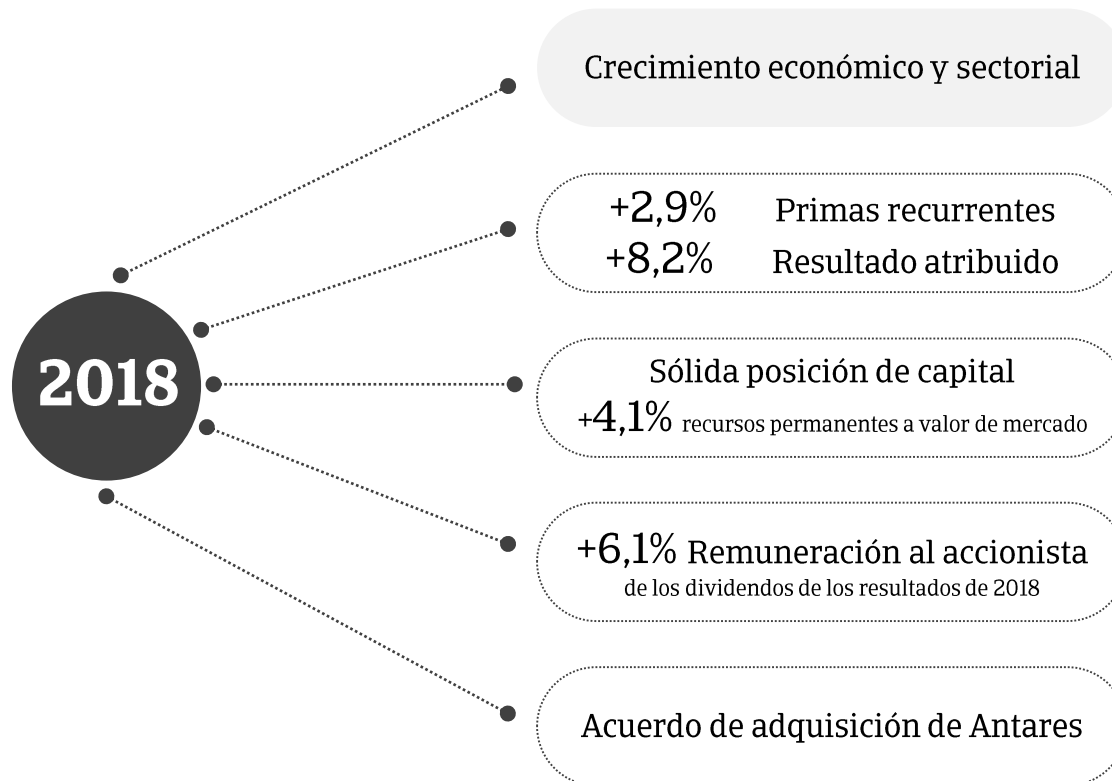 Crecimiento económico y sectorial
+2,9% Primas recurrentes
+8,2% Resultado atribuido
2018
Sólida posición de capital
+4,1% recursos permanentes a valor de mercado
+6,1% Remuneración al accionista
de los dividendos de los resultados de 2018
Acuerdo de adquisición de Antares